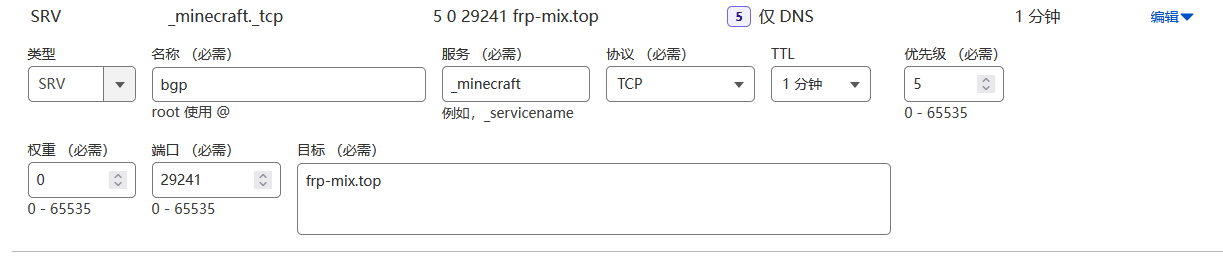 SRV _minecraft._tcp 5 0 29241 frp-mix.top 5 仅 DNS 1 分钟 编辑
类型 名称 （必需） 服务 （必需） 协议 （必需） TTL 优先级 （必需）
SRV bgp _minecraft TCP 1 分钟 5
root 使用 @ 例如，_servicename 0 - 65535
权重 （必需） 端口 （必需） 目标 （必需）
0 29241 frp-mix.top
0 - 65535 0 - 65535